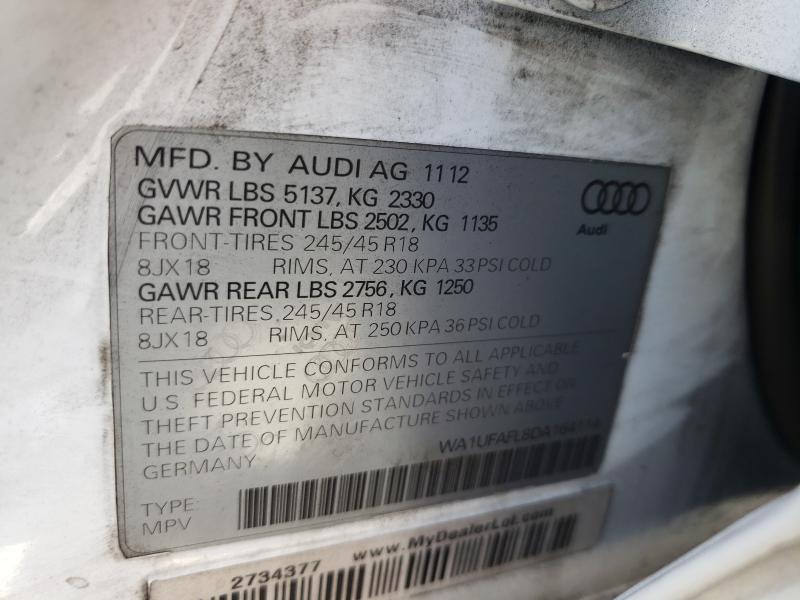 MFD. BY AUDI AG 11 12
GVWR LBS 5137, KG 2330
GAWR FRONT LBS 2502, KG 1135
FRONT-TIRES 245/45 R18
8JX18 RIMS, AT 230 KPA 33 PSI COLD
GAWR REAR LBS 2756, KG 1250
REAR-TIRES. 245/45 R18
8JX18 RIMS, AT 250 KPA 36 PSI COLD
Audi
THIS VEHICLE CONFORMS TO ALL APPLICABLE
U.S. FEDERAL MOTOR VEHICLE SAFETY AND
THEFT PREVENTION STANDARDS IN EFFECT ON
THE DATE OF MANUFACTURE SHOWN ABOVE
GERMANY
TYPE:
MPV
www.MyDealerLot.com
2734377